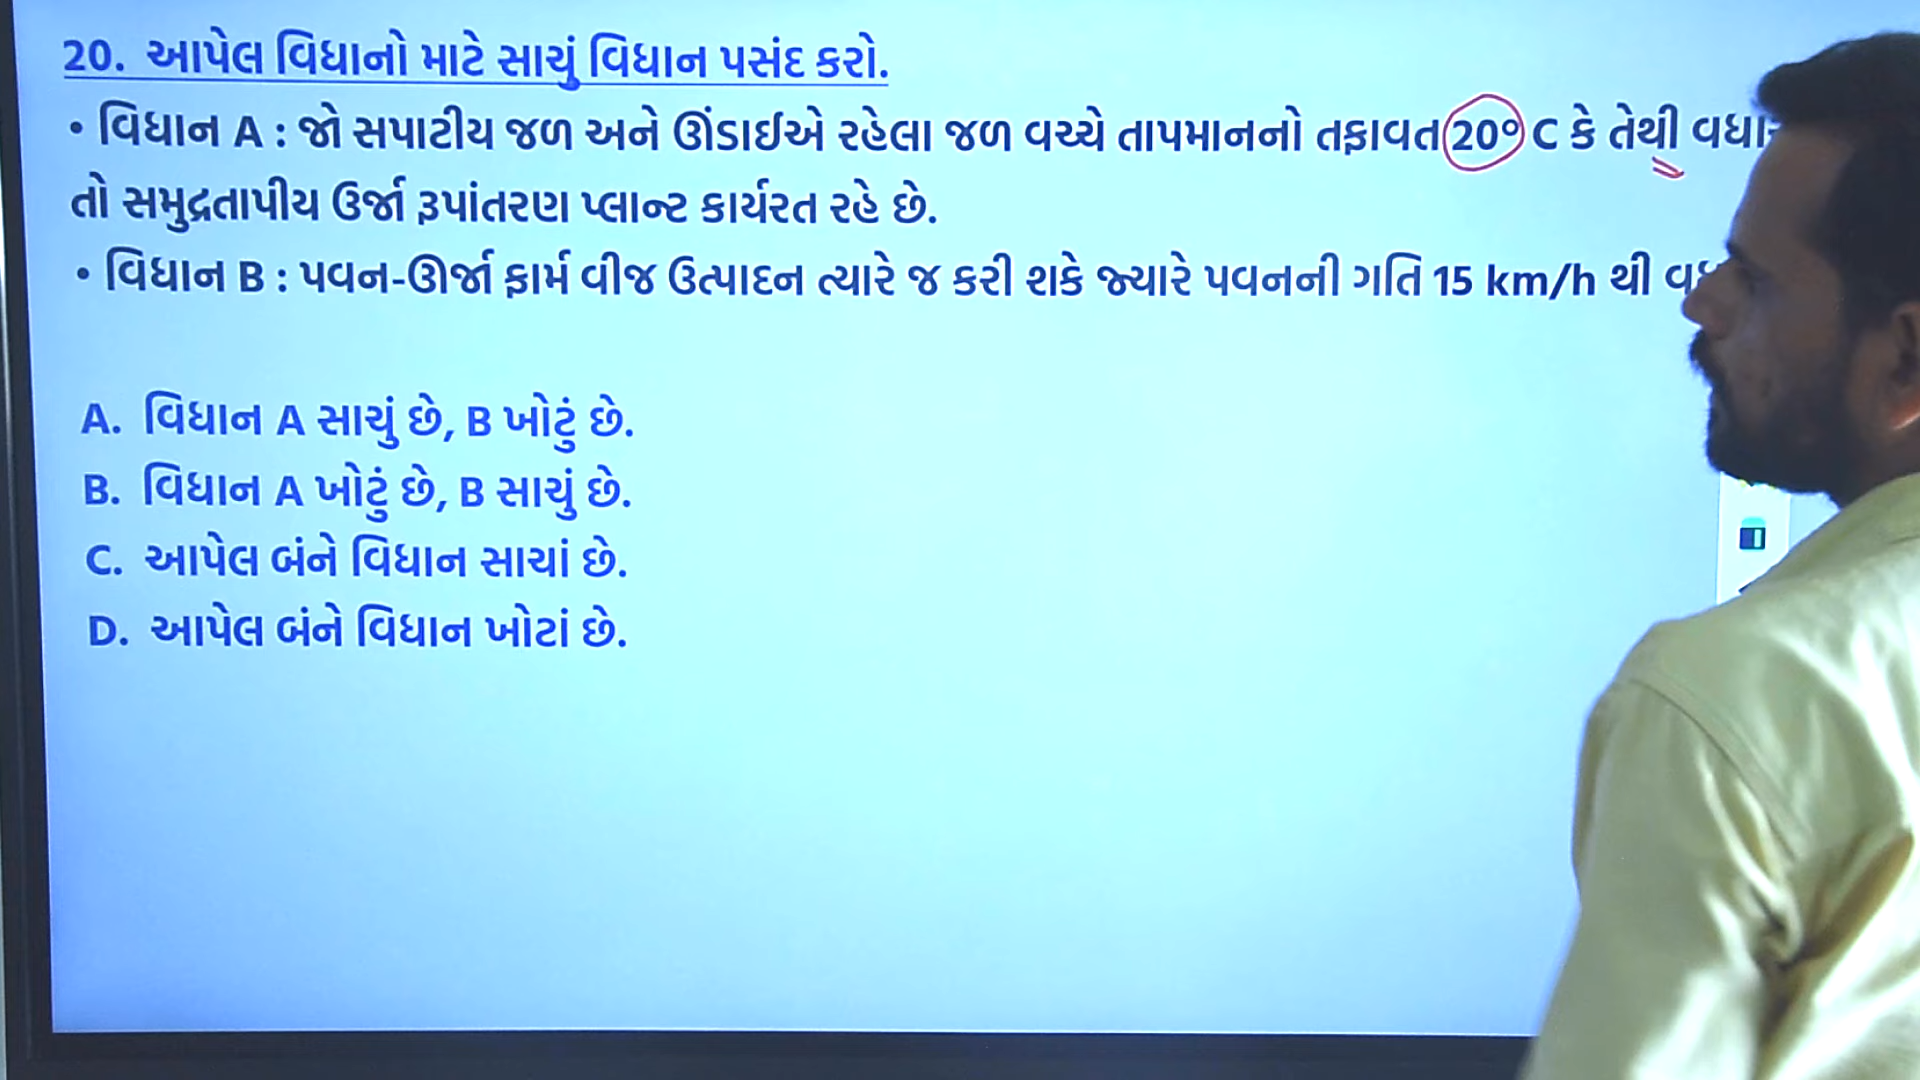 20. આપેલ વિધાનો માટે સાચું વિધાન પસંદ કરો.
• વિધાન A : જો સપાટીય જળ અને ઊંડાઈએ રહેલા જળ વચ્ચે તાપમાનનો તફાવત 20° C કે તેથી
તો સમુદ્રતાપીય ઉર્જા રૂપાંતરણ પ્લાન્ટ કાર્યરત રહે છે.
• વિધાન B : પવન-ઊર્જા ફાર્મ વીજ ઉત્પાદન ત્યારે જ કરી શકે જ્યારે પવનની ગતિ 15 km/h થી
A. વિધાન A સાચું છે, B ખોટું છે.
B. વિધાન A ખોટું છે, B સાચું છે.
C. આપેલ બંને વિધાન સાચાં છે.
D. આપેલ બંને વિધાન ખોટાં છે.